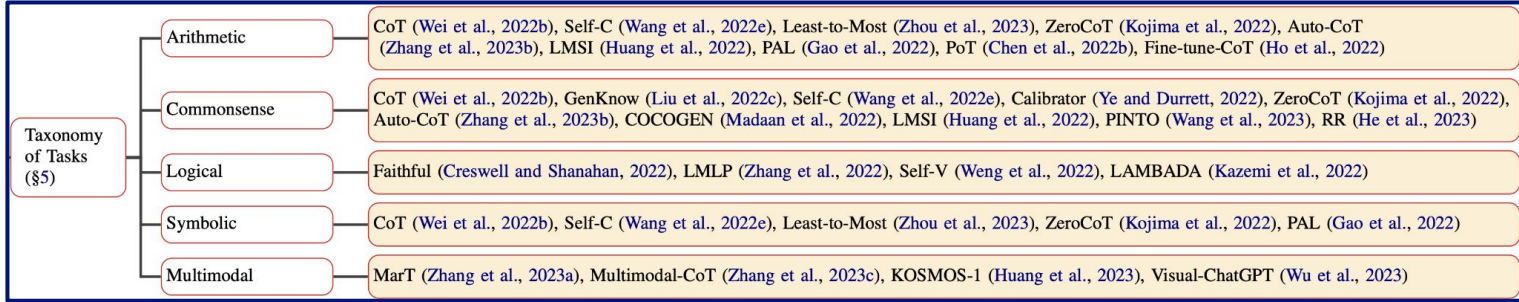 Taxonomy
of Tasks
(§5)
Arithmetic
CoT (Wei et al., 2022b), Self-C (Wang et al., 2022e), Least-to-Most (Zhou et al., 2023), ZeroCoT (Kojima et al., 2022), Auto-CoT
(Zhang et al., 2023b), LMSI (Huang et al., 2022), PAL (Gao et al., 2022), PoT (Chen et al., 2022b), Fine-tune-CoT (Ho et al., 2022)
Commonsense
CoT (Wei et al., 2022b), GenKnow (Liu et al., 2022c), Self-C (Wang et al., 2022e), Calibrator (Ye and Durrett, 2022), ZeroCoT (Kojima et al., 2022),
Auto-CoT (Zhang et al., 2023b), COCOGEN (Madaan et al., 2022), LMSI (Huang et al., 2022), PINTO (Wang et al., 2023), RR (He et al., 2023)
Logical
Faithful (Creswell and Shanahan, 2022), LMLP (Zhang et al., 2022), Self-V (Weng et al., 2022), LAMBADA (Kazemi et al., 2022)
Symbolic
CoT (Wei et al., 2022b), Self-C (Wang et al., 2022e), Least-to-Most (Zhou et al., 2023), ZeroCoT (Kojima et al., 2022), PAL (Gao et al., 2022)
Multimodal
MarT (Zhang et al., 2023a), Multimodal-CoT (Zhang et al., 2023c), KOSMOS-1 (Huang et al., 2023), Visual-ChatGPT (Wu et al., 2023)